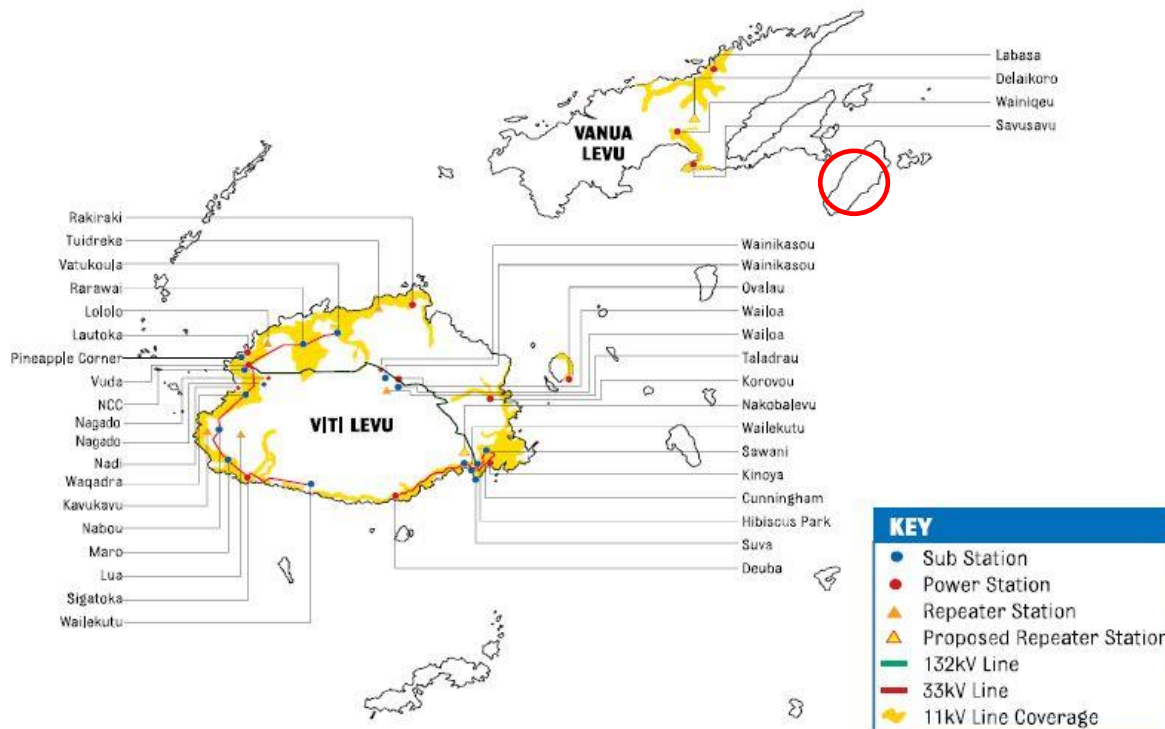 Labasa
Delaikoro
Wainiqeu
Savusavu
VANUA
LEVU
Rakiraki
Tuidreke
Vatukoula
Rarawai
Lololo
Lautoka
Pineapple Corner
Vuda
NCC
Nagado
Nagado
Nadi
Waqadra
Kavukavu
Nabou
Maro
Lua
Sigatoka
Wailekutu
VITI LEVU
Wainikasou
Wainikasou
Ovalau
Wailoa
Wailoa
Taladrau
Korovou
Nakobalevu
Wailekutu
Sawani
Kinoya
Cunningham
Hibiscus Park
Suva
Deuba
KEY
Sub Station
Power Station
Repeater Station
Proposed Repeater Station
132kV Line
33kV Line
11kV Line Coverage